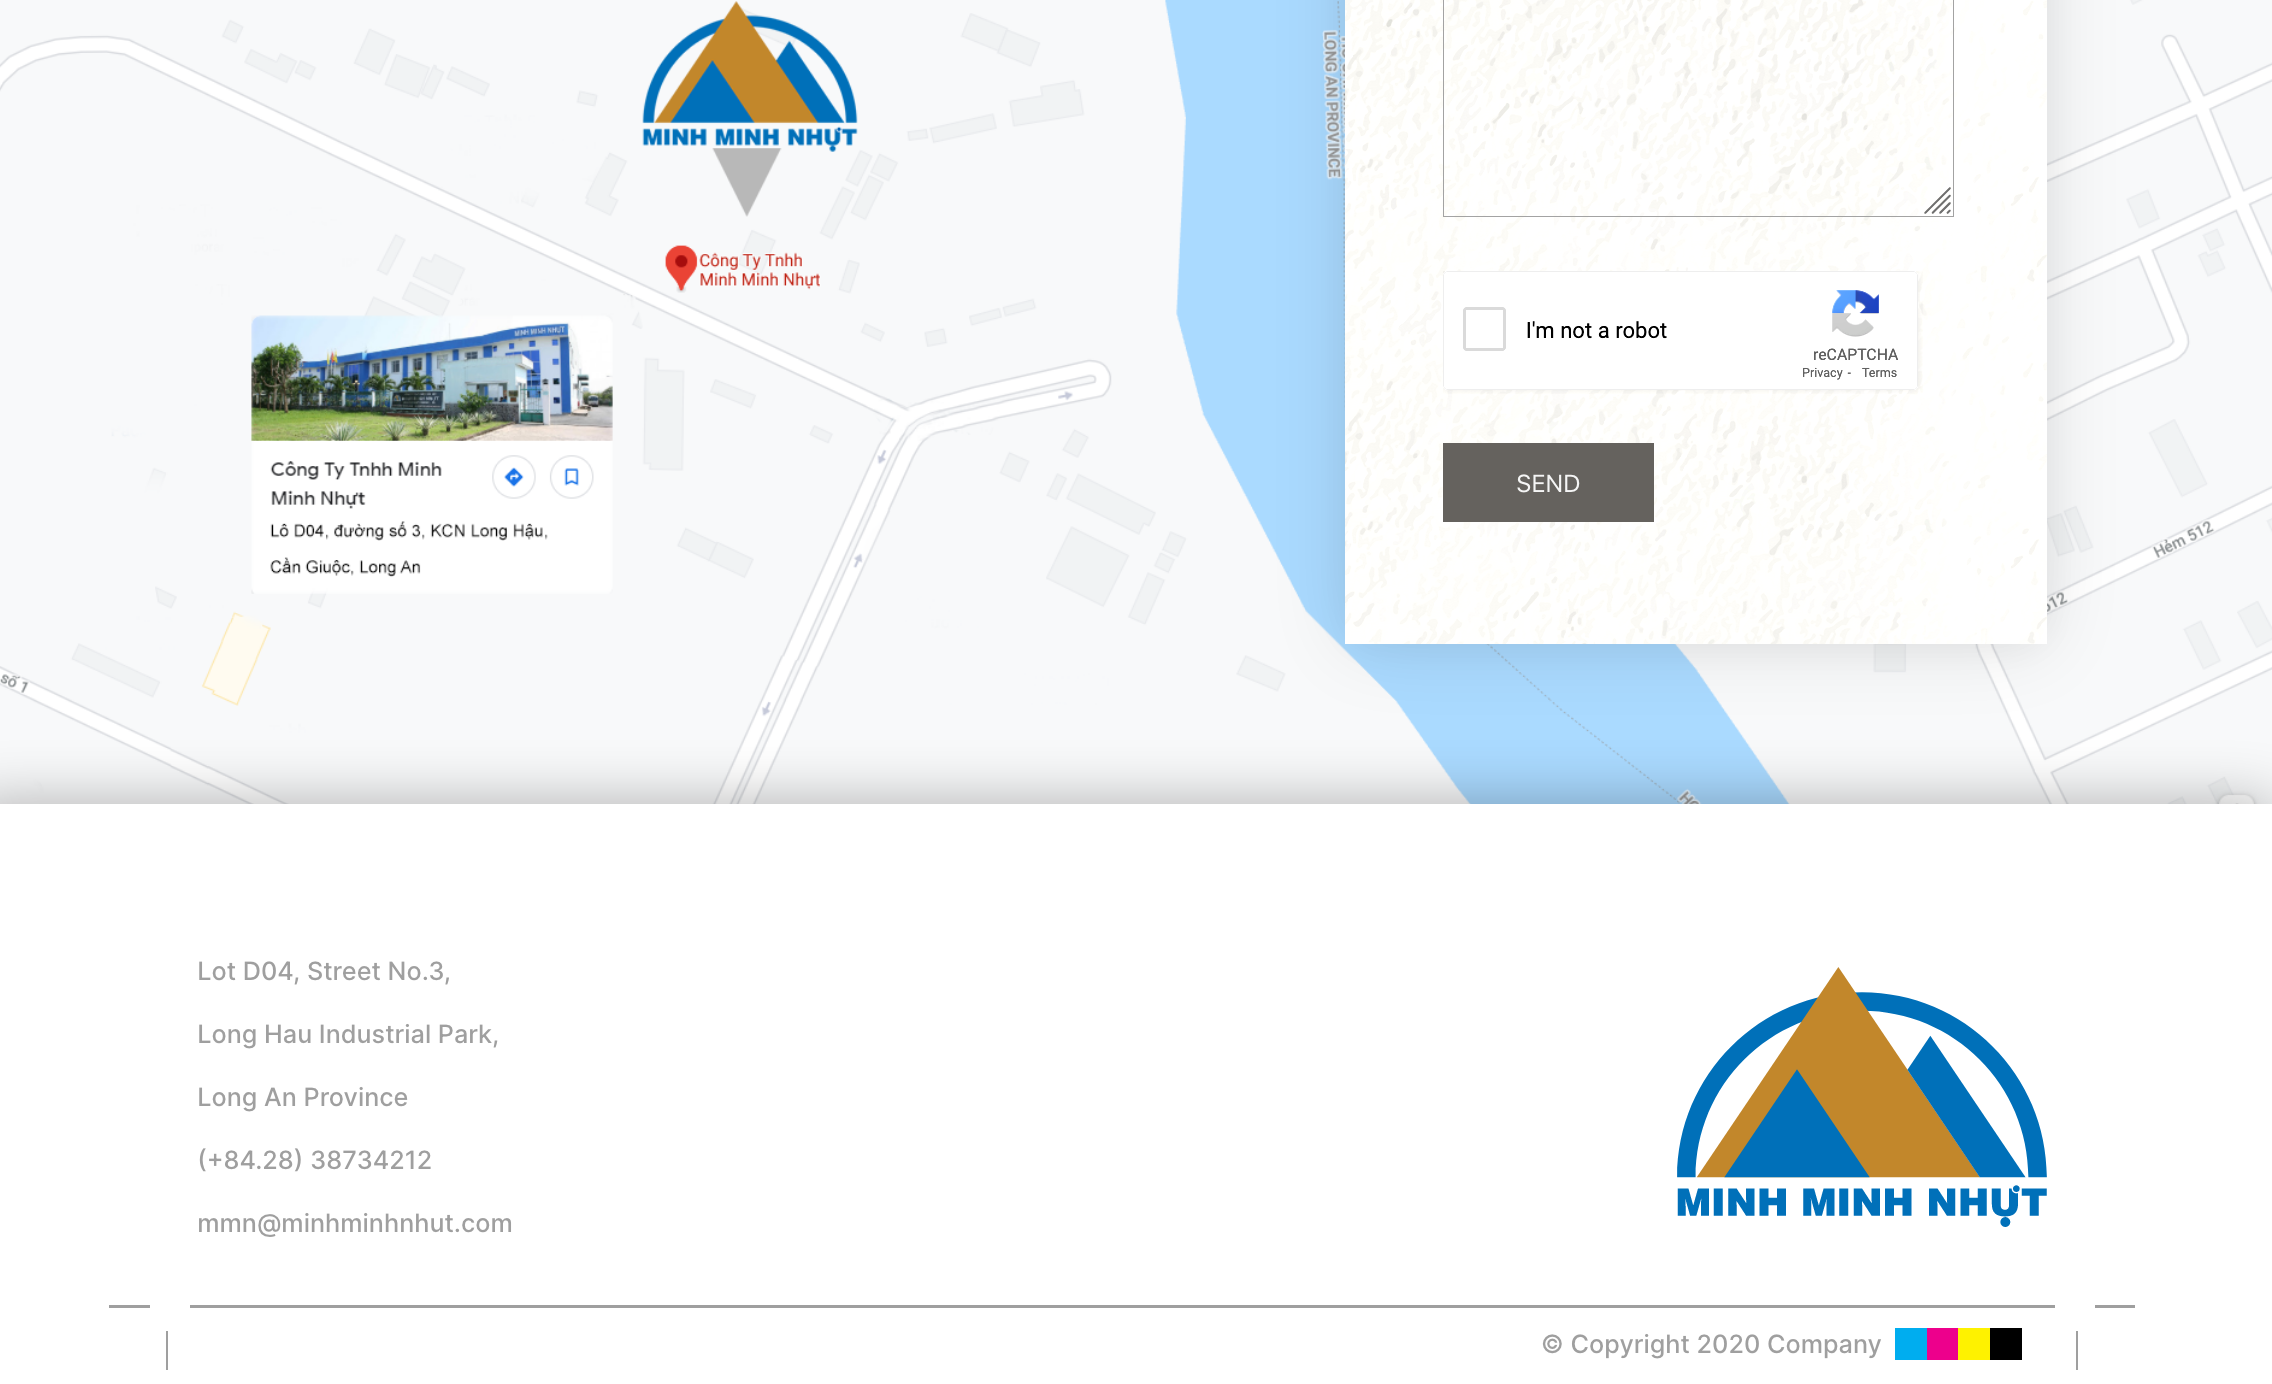 MINH MINH NHỰT
LONG AN PROVINCE
Công Ty Tnhh
Minh Minh Nhựt
MINH MINH NHỰT
Công Ty Tnhh Minh
Minh Nhựt
Lô D04, đường số 3, KCN Long Hậu,
Cần Giuộc, Long An
số 1
I'm not a robot
reCAPTCHA
Privacy - Terms
SEND
Hẻm 512
512
Lot D04, Street No.3,
Long Hau Industrial Park,
Long An Province
(+84.28) 38734212
mmn@minhminhnhut.com
MINH MINH NHỰT
© Copyright 2020 Company